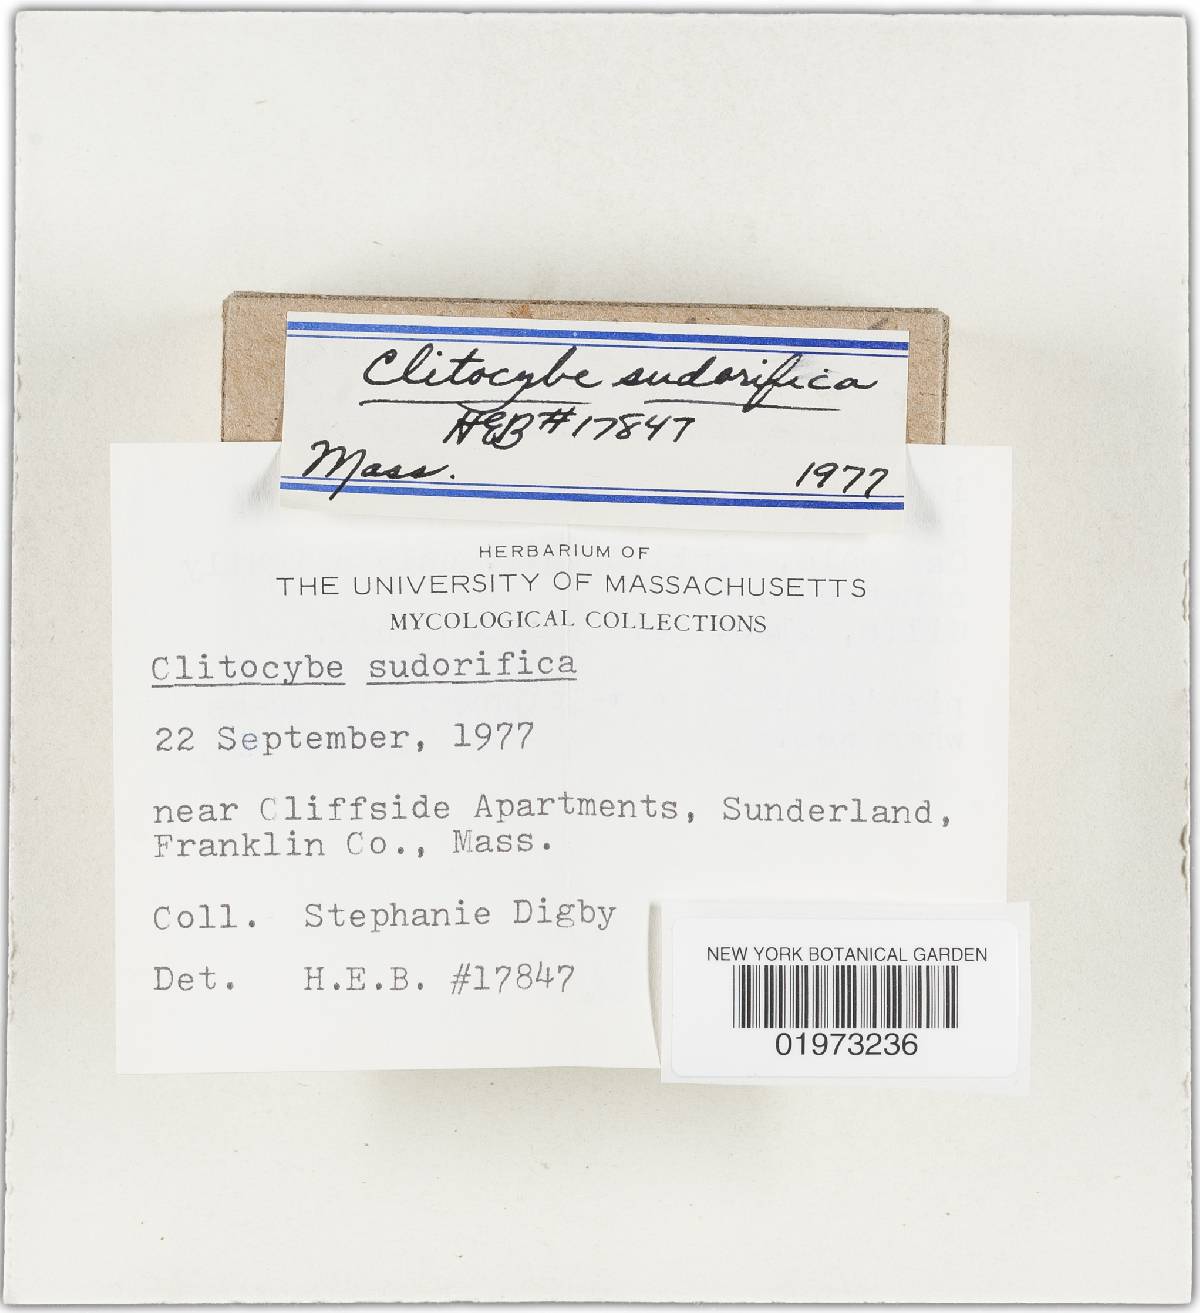 Clitocybe sudorifica
HEB #17847
Mass. 1977
HERBARIUM OF
THE UNIVERSITY OF MASSACHUSETTS
MYCOLOGICAL COLLECTIONS
Clitocybe sudorifica
22 September, 1977
near Cliffside Apartments, Sunderland,
Franklin Co., Mass.
Coll. Stephanie Digby
Det. H.E.B. #17847
NEW YORK BOTANICAL GARDEN
01973236